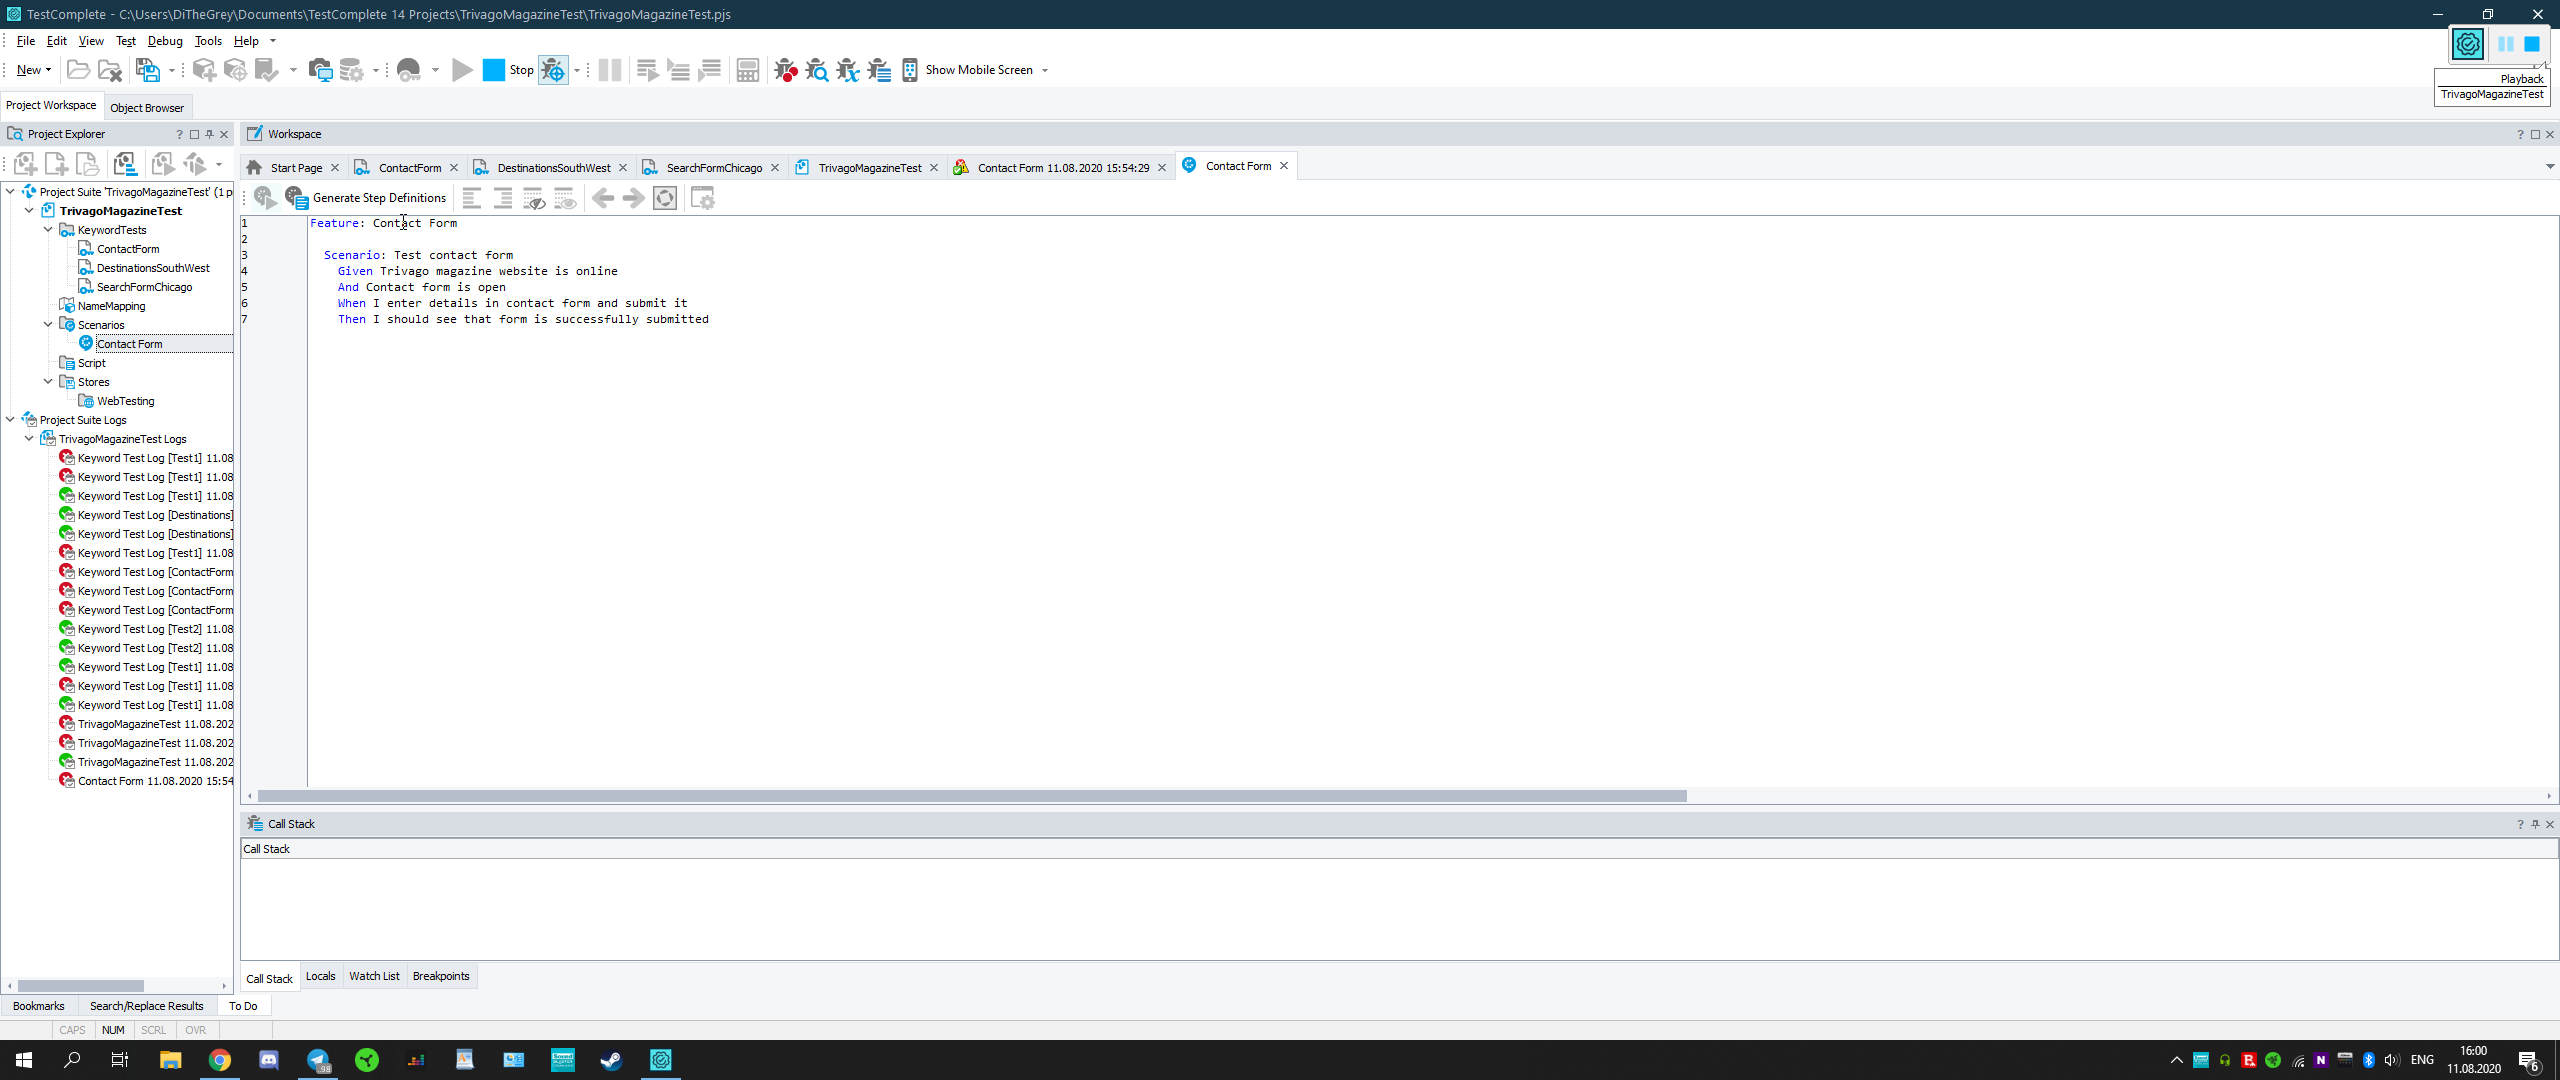 TestComplete - C:\Users\DiTheGrey\Documents\TestComplete 14 Projects\TrivagoMagazineTest\TrivagoMagazineTest.pjs
File Edit View Test Debug Tools Help
New Stop Show Mobile Screen
Playback
TrivagoMagazineTest
Project Workspace Object Browser
Project Explorer
Workspace
Start Page ContactForm DestinationsSouthWest SearchFormChicago TrivagoMagazineTest Contact Form 11.08.2020 15:54:29 Contact Form
Generate Step Definitions
Project Suite 'TrivagoMagazineTest' (1 p
TrivagoMagazineTest
KeywordTests
ContactForm
DestinationsSouthWest
SearchFormChicago
NameMapping
Scenarios
Contact Form
Script
Stores
WebTesting
Project Suite Logs
TrivagoMagazineTest Logs
Keyword Test Log [Test1] 11.08
Keyword Test Log [Test1] 11.08
Keyword Test Log [Test1] 11.08
Keyword Test Log [Destinations]
Keyword Test Log [Destinations]
Keyword Test Log [Test1] 11.08
Keyword Test Log [ContactForm
Keyword Test Log [ContactForm
Keyword Test Log [ContactForm
Keyword Test Log [Test2] 11.08
Keyword Test Log [Test2] 11.08
Keyword Test Log [Test1] 11.08
Keyword Test Log [Test1] 11.08
Keyword Test Log [Test1] 11.08
TrivagoMagazineTest 11.08.202
TrivagoMagazineTest 11.08.202
TrivagoMagazineTest 11.08.202
Contact Form 11.08.2020 15:54
1 Feature: Contact Form
2
3 Scenario: Test contact form
4 Given Trivago magazine website is online
5 And Contact form is open
6 When I enter details in contact form and submit it
7 Then I should see that form is successfully submitted
Call Stack
Call Stack
Call Stack Locals Watch List Breakpoints
Bookmarks Search/Replace Results To Do
CAPS NUM SCRL OVR
98
ENG
16:00
11.08.2020
6